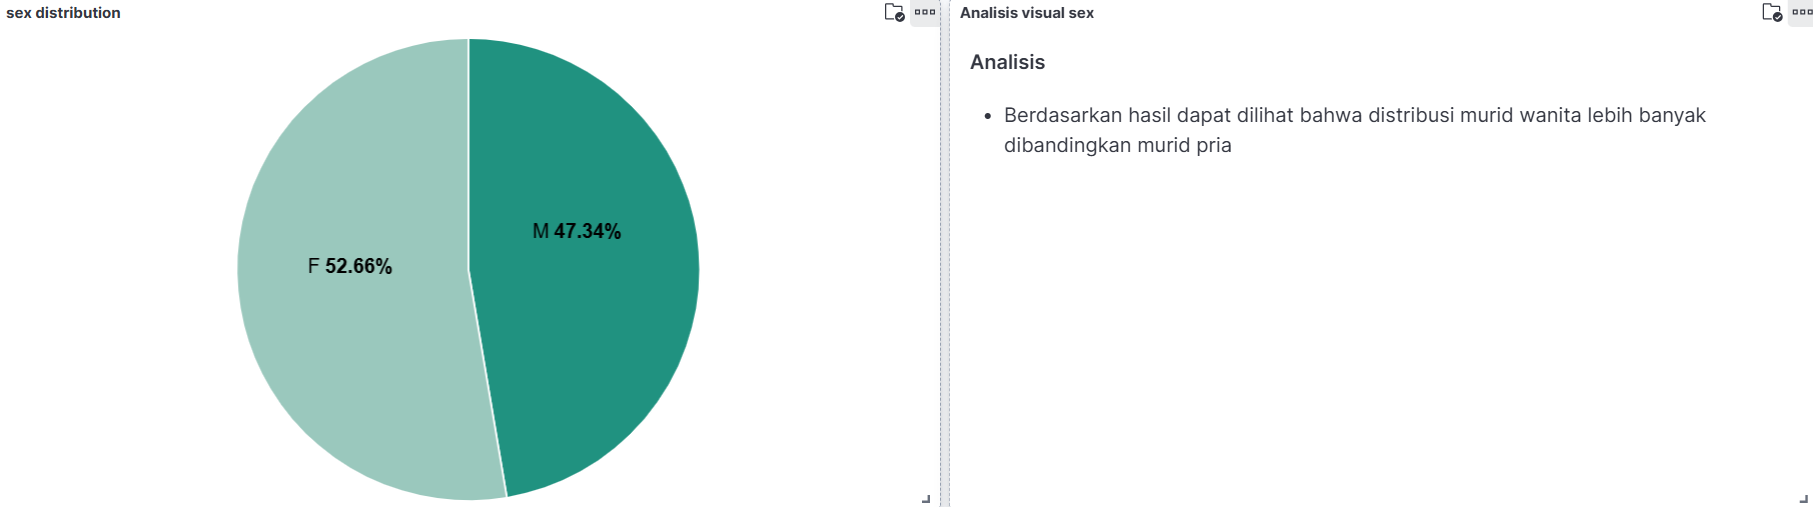 sex distribution
M 47.34%
F 52.66%
Analisis visual sex
Analisis
• Berdasarkan hasil dapat dilihat bahwa distribusi murid wanita lebih banyak
dibandingkan murid pria